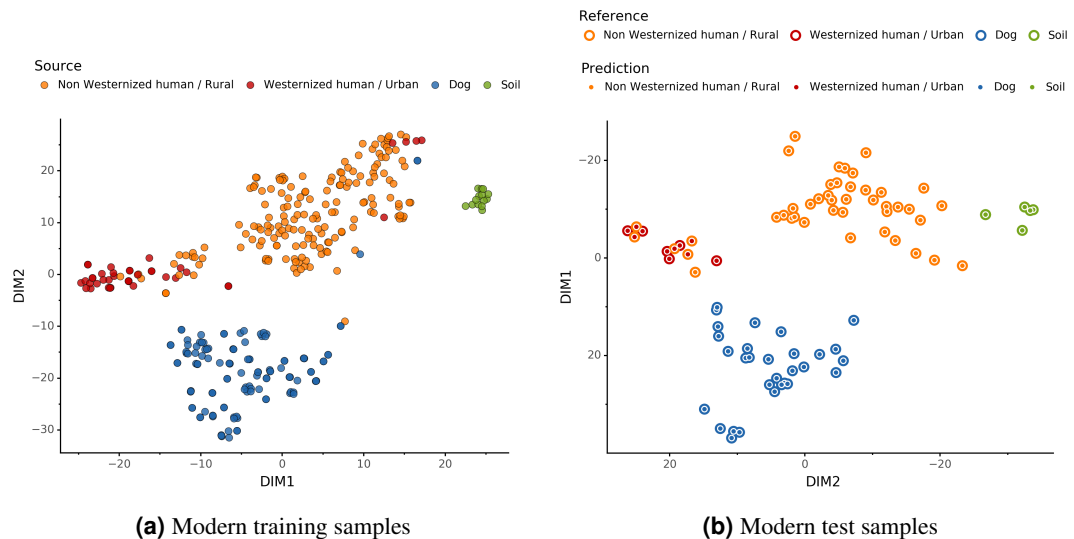 Reference
Non Westernized human / Rural Westernized human / Urban Dog Soil
Source
Non Westernized human / Rural Westernized human / Urban Dog Soil
Prediction
Non Westernized human / Rural Westernized human / Urban Dog Soil
20
10
0
−10
−20
−30
DIM2
−20 −10 0 10 20
DIM1
−20
0
20
DIM1
20 0 −20
DIM2
(a) Modern training samples
(b) Modern test samples